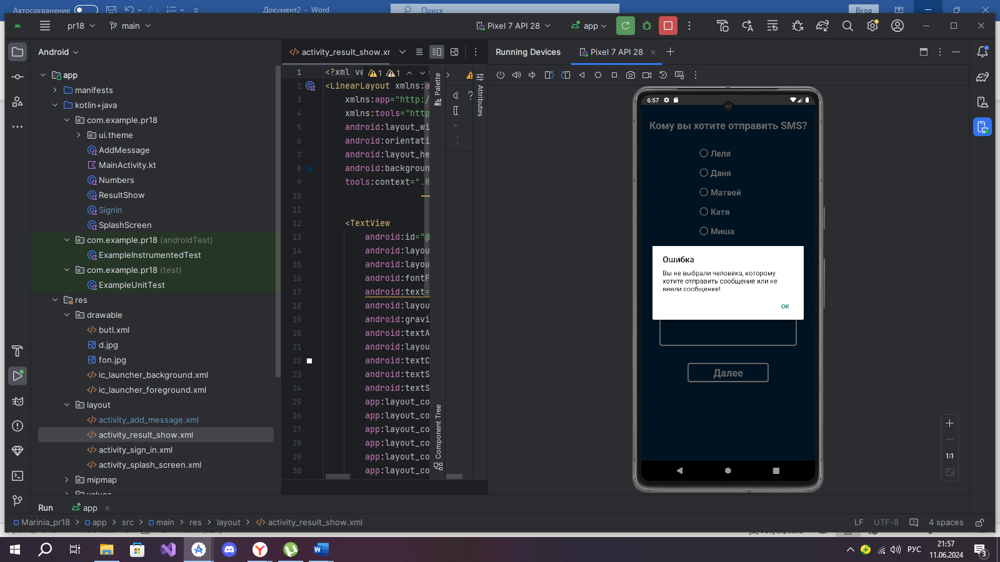 Автосохранение
Документ2 - Word
Поиск
Вход
pr18
main
Pixel 7 API 28
app
Android
activity_result_show.xr
Running Devices
Pixel 7 API 28
app
manifests
kotlin+java
com.example.pr18
ui.theme
AddMessage
MainActivity.kt
Numbers
ResultShow
SignIn
SplashScreen
com.example.pr18 (androidTest)
ExampleInstrumentedTest
com.example.pr18 (test)
ExampleUnitTest
res
drawable
butl.xml
d.jpg
fon.jpg
ic_launcher_background.xml
ic_launcher_foreground.xml
layout
activity_add_message.xml
activity_result_show.xml
activity_sign_in.xml
activity_splash_screen.xml
mipmap
values
1 <?xml ve 1 1
2 <LinearLayout xmlns:a
3 xmlns:app="http:/
4 xmlns:tools="http
5 android:layout_wi
6 android:orientati
7 android:layout_he
8 android:backgroun
9 tools:context=".R
10
11
12 <TextView
13 android:id="@
14 android:layou
15 android:layou
16 android:fontF
17 android:text=
18 android:layou
19 android:gravi
20 android:textA
21 android:layou
22 android:textC
23 android:textS
24 android:textS
25 app:layout_co
26 app:layout_co
27 app:layout_co
28 app:layout_co
29 app:layout_co
30 app:layout_co
Palette
Component Tree
Attributes
6:57
Кому вы хотите отправить SMS?
Леля
Даня
Матвей
Катя
Миша
Ошибка
Вы не выбрали человека, которому
хотите отправить сообщение или не
ввели сообщение!
OK
Далее
1:1
Run
app
Marinia_pr18 > app > src > main > res > layout > activity_result_show.xml
LF
UTF-8
4 spaces
РУС
21:57
11.06.2024
3